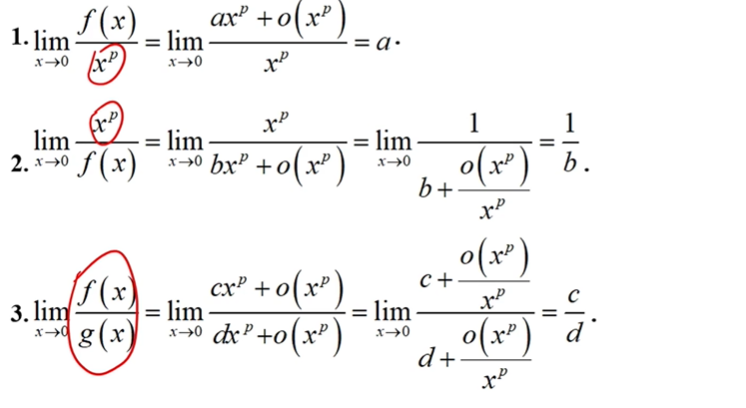 1. lim_{x→0} f(x)/x^p = lim_{x→0} (ax^p + o(x^p))/x^p = a.
2. lim_{x→0} x^p/f(x) = lim_{x→0} x^p/(bx^p + o(x^p)) = lim_{x→0} 1/(b + o(x^p)/x^p) = 1/b.
3. lim_{x→0} f(x)/g(x) = lim_{x→0} (cx^p + o(x^p))/(dx^p + o(x^p)) = lim_{x→0} (c + o(x^p)/x^p)/(d + o(x^p)/x^p) = c/d.